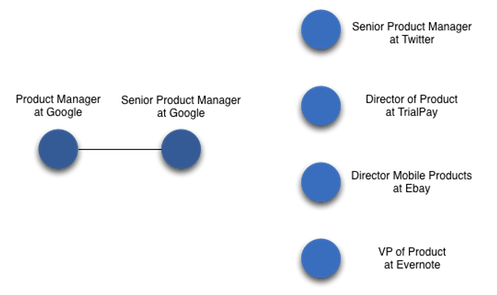 Product Manager
at Google
Senior Product Manager
at Google
Senior Product Manager
at Twitter
Director of Product
at TrialPay
Director Mobile Products
at Ebay
VP of Product
at Evernote